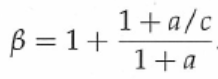 β = 1 + (1 + a/c)/(1 + a).